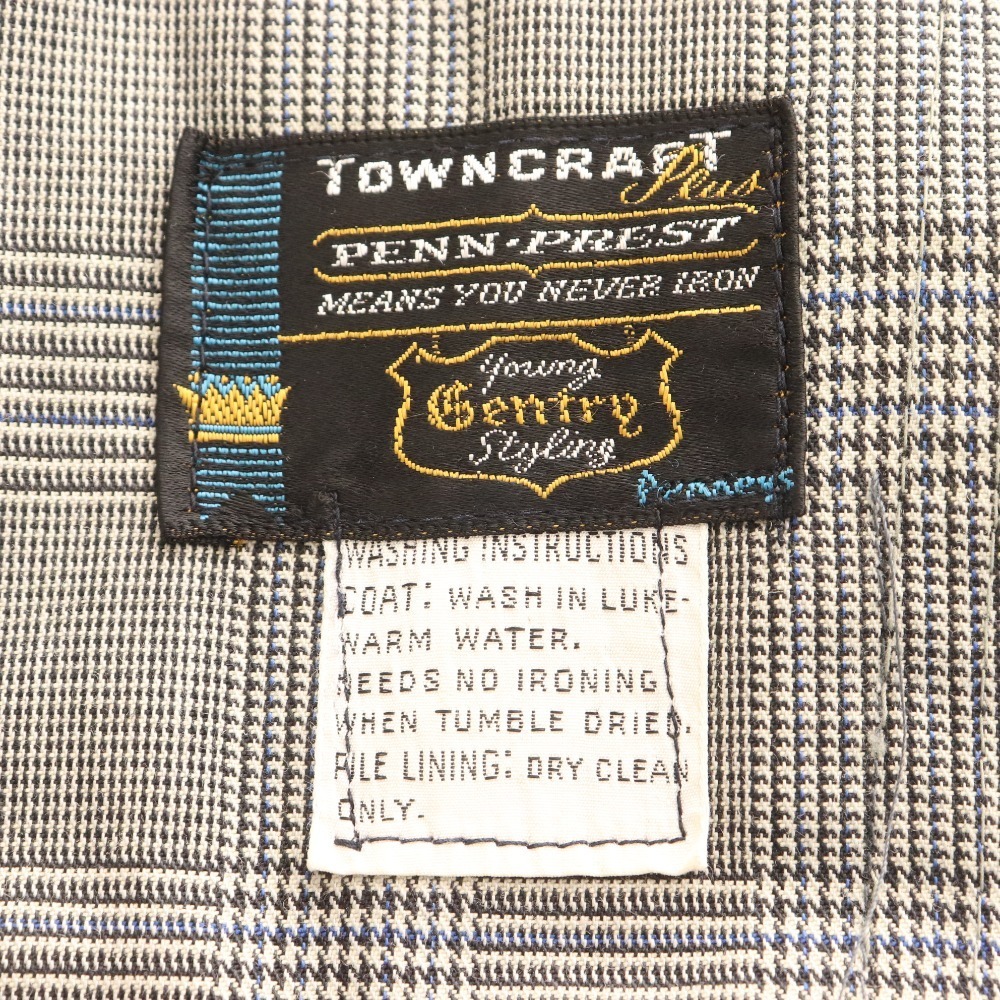 TOWNCRAFT
Plus
PENN-PREST
MEANS YOU NEVER IRON
Young
Gentry
Styling
Penneys
WASHING INSTRUCTIONS
COAT: WASH IN LUKE-
WARM WATER.
NEEDS NO IRONING
WHEN TUMBLE DRIED.
PILE LINING: DRY CLEAN
ONLY.